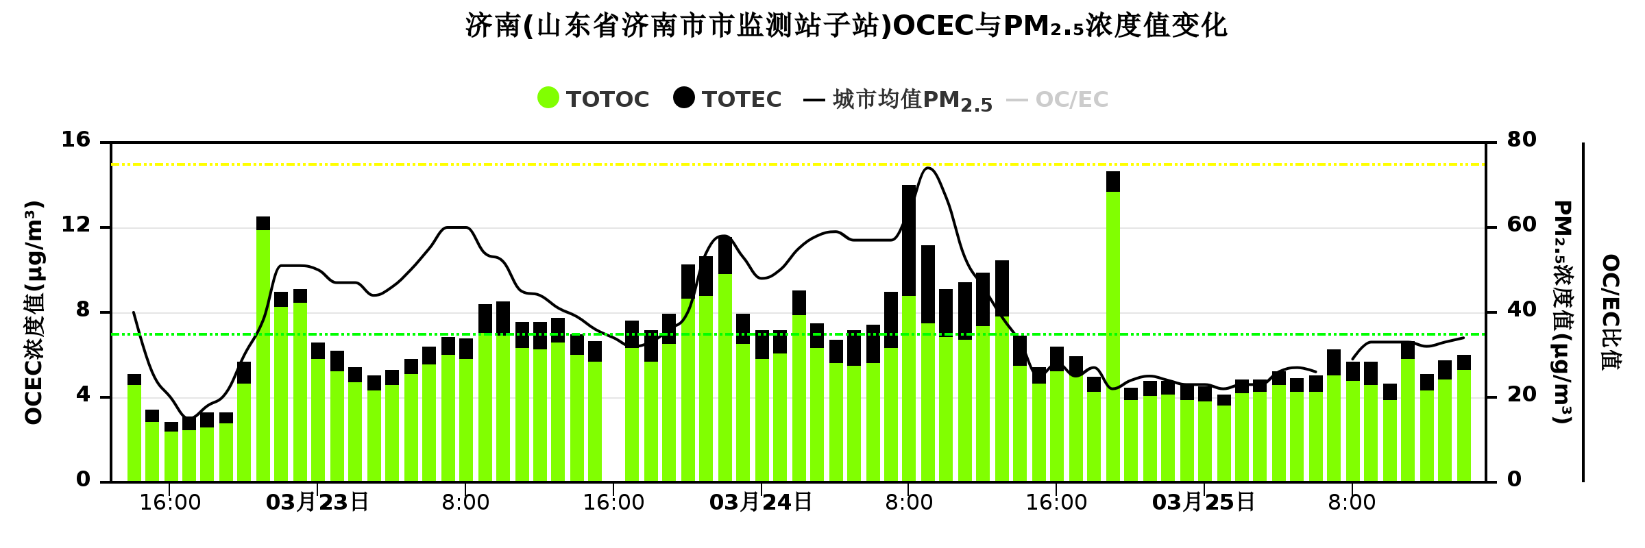 济南(山东省济南市市监测站子站)OCEC与PM₂.₅浓度值变化
TOTOC TOTEC 城市均值PM2.5 OC/EC
16 80
12 60
8 40
4 20
0 0
OCEC浓度值(μg/m³)
PM₂.₅浓度值(μg/m³)
OC/EC比值
16:00 03月23日 8:00 16:00 03月24日 8:00 16:00 03月25日 8:00